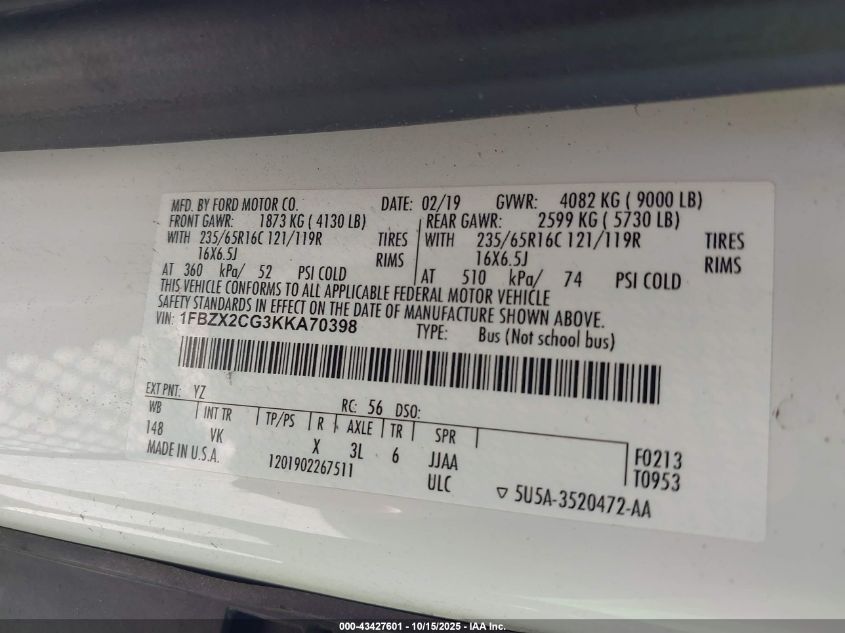 MFD. BY FORD MOTOR CO. DATE: 02/19 GVWR: 4082 KG ( 9000 LB)
FRONT GAWR: 1873 KG ( 4130 LB) REAR GAWR: 2599 KG ( 5730 LB)
WITH 235/65R16C 121/119R TIRES WITH 235/65R16C 121/119R TIRES
16X6.5J RIMS 16X6.5J RIMS
AT 360 kPa/ 52 PSI COLD AT 510 kPa/ 74 PSI COLD
THIS VEHICLE CONFORMS TO ALL APPLICABLE FEDERAL MOTOR VEHICLE
SAFETY STANDARDS IN EFFECT ON THE DATE OF MANUFACTURE SHOWN ABOVE.
VIN: 1FBZX2CG3KKA70398 TYPE: Bus (Not school bus)
EXT PNT: YZ RC: 56 DSO:
WB INT TR TP/PS R AXLE TR SPR
148 VK X 3L 6 JJAA F0213
MADE IN U.S.A. 1201902267511 ULC T0953
▽ 5U5A-3520472-AA
000-43427601 - 10/15/2025 - IAA Inc.